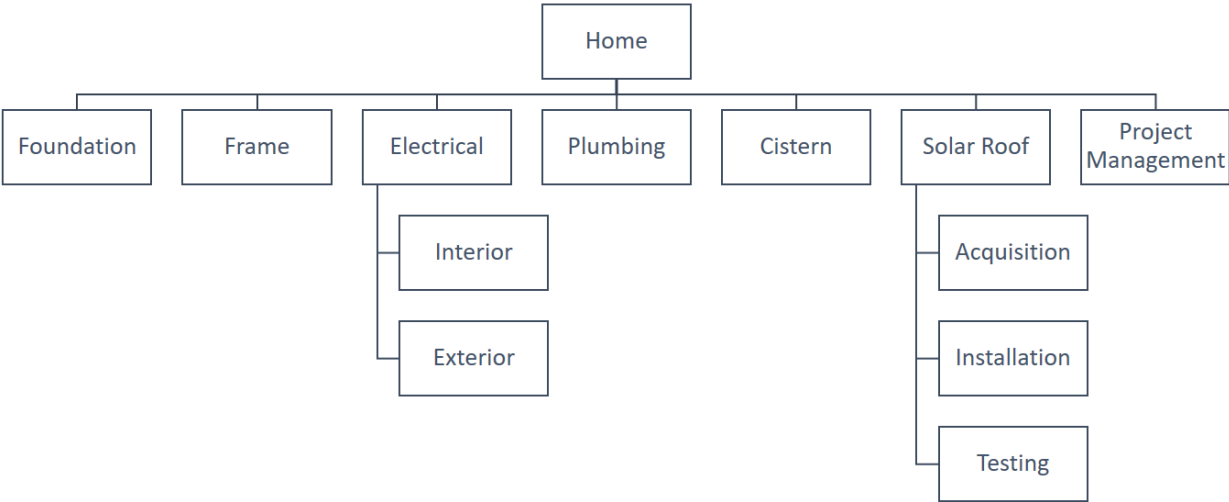 Home
Foundation
Frame
Electrical
Plumbing
Cistern
Solar Roof
Project
Management
Interior
Exterior
Acquisition
Installation
Testing